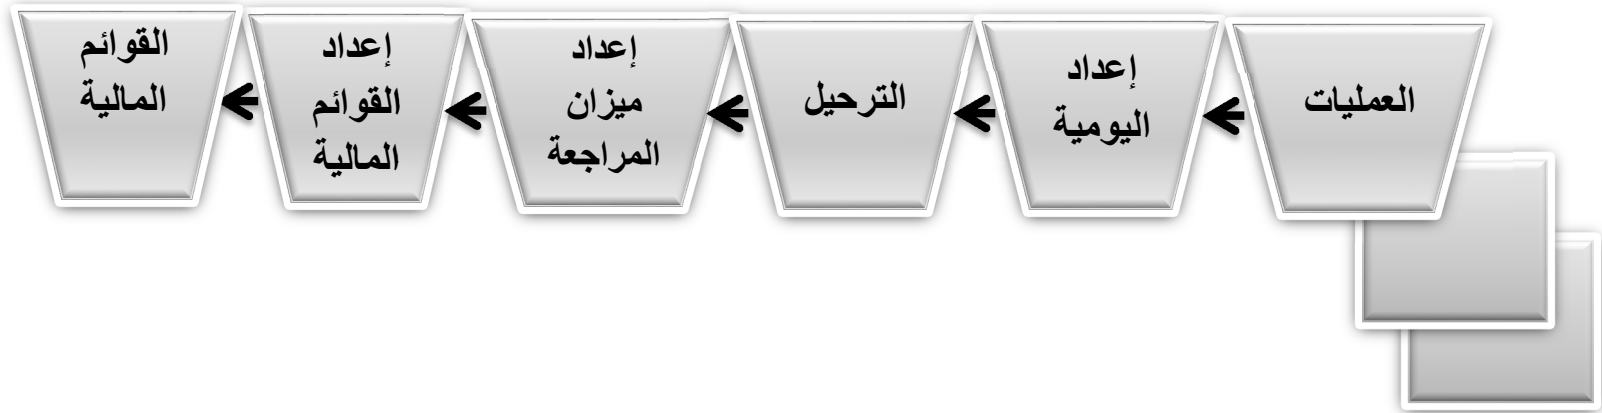 العمليات
إعداد
اليومية
الترحيل
إعداد
ميزان
المراجعة
إعداد
القوائم
المالية
القوائم
المالية